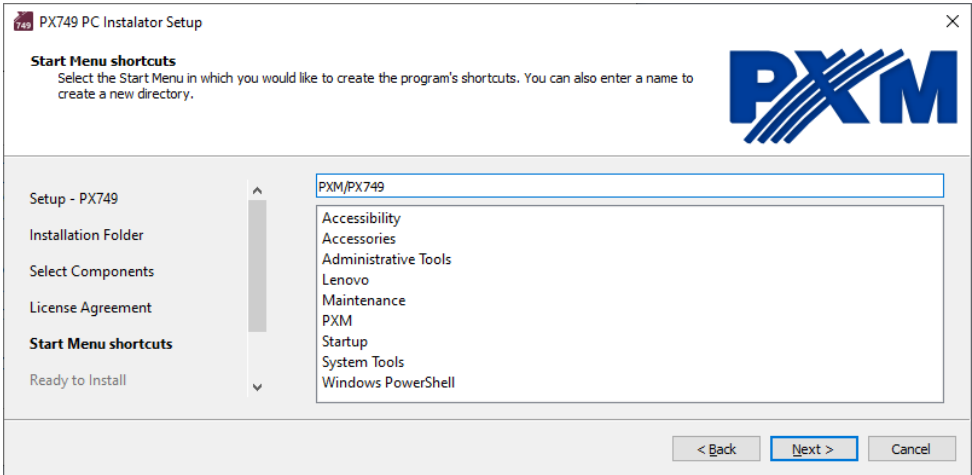 749 PX749 PC Instalator Setup
Start Menu shortcuts
Select the Start Menu in which you would like to create the program's shortcuts. You can also enter a name to
create a new directory.
PXM
Setup - PX749
Installation Folder
Select Components
License Agreement
Start Menu shortcuts
Ready to Install
PXM/PX749
Accessibility
Accessories
Administrative Tools
Lenovo
Maintenance
PXM
Startup
System Tools
Windows PowerShell
< Back
Next >
Cancel